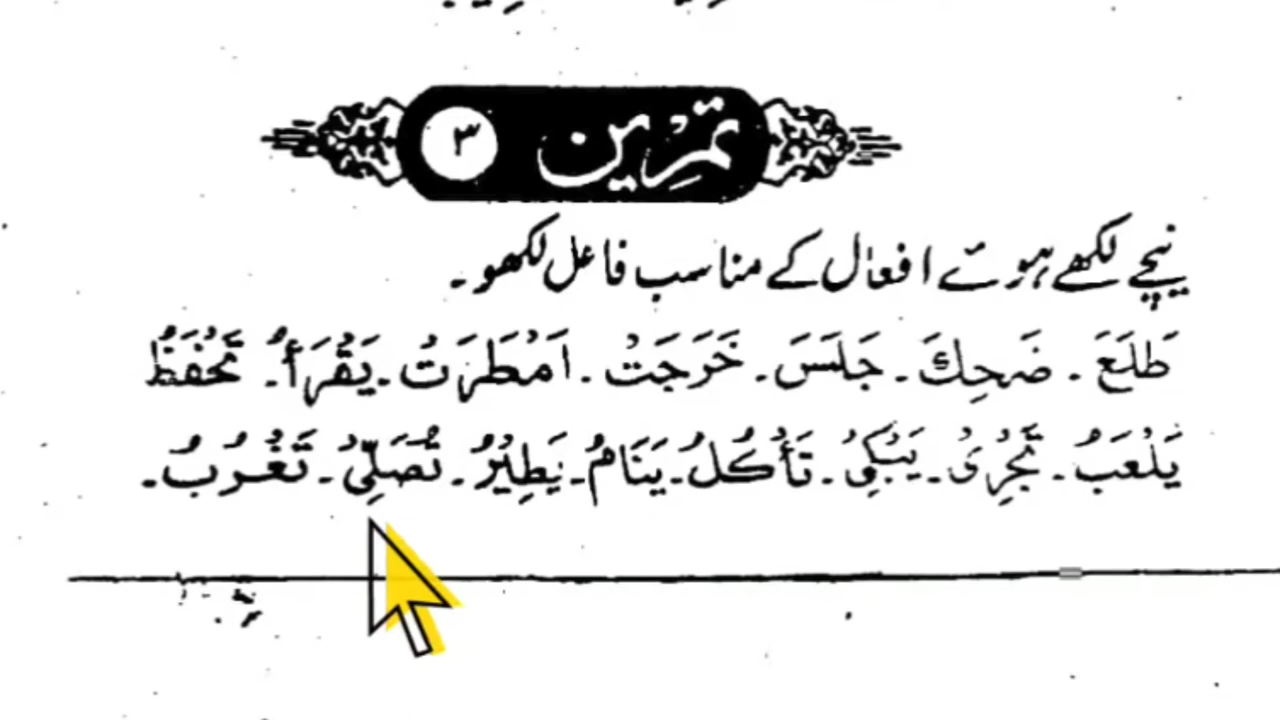 تمرین ۳
نیچے لکھے ہوئے افعال کے مناسب فاعل لکھو۔
طَلَعَ ۔ ضَحِكَ ۔ جَلَسَ ۔ خَرَجَتْ ۔ اَمْطَرَتْ ۔ یَقْرَأُ ۔ تَحْفَظُ
یَلْعَبُ ۔ تَجْرِیْ ۔ یَبْكِیْ ۔ تَأْكُلُ ۔ یَنَامُ ۔ یَطِیْرُ ۔ تُصَلِّیْ ۔ تَغْرُبُ ۔